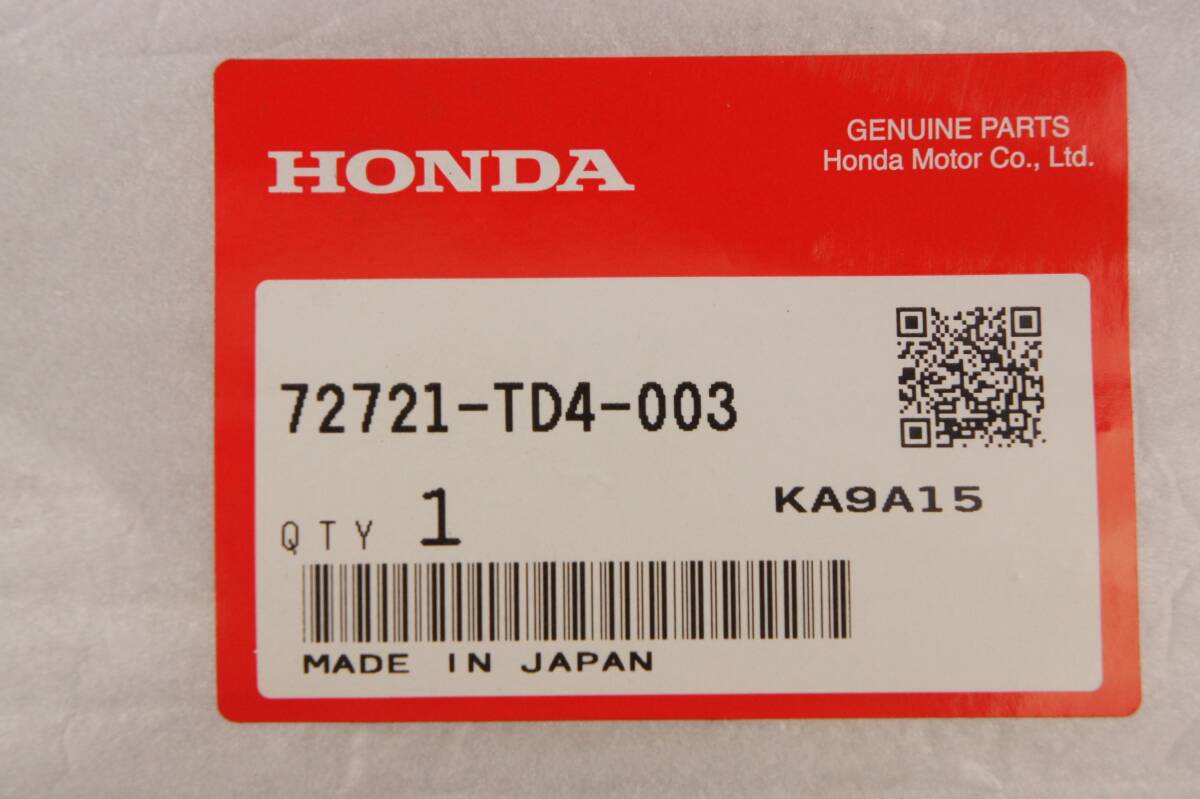 HONDA
GENUINE PARTS
Honda Motor Co., Ltd.
72721-TD4-003
KA9A15
QTY 1
MADE IN JAPAN